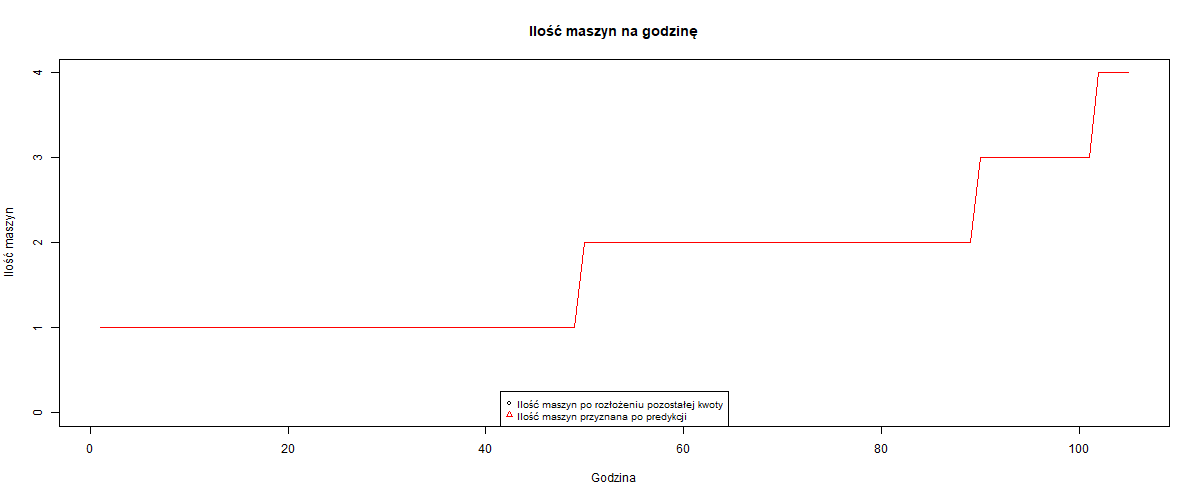 Ilość maszyn na godzinę
Ilość maszyn
4
3
2
1
0
Ilość maszyn po rozłożeniu pozostałej kwoty
Ilość maszyn przyznana po predykcji
0 20 40 60 80 100
Godzina